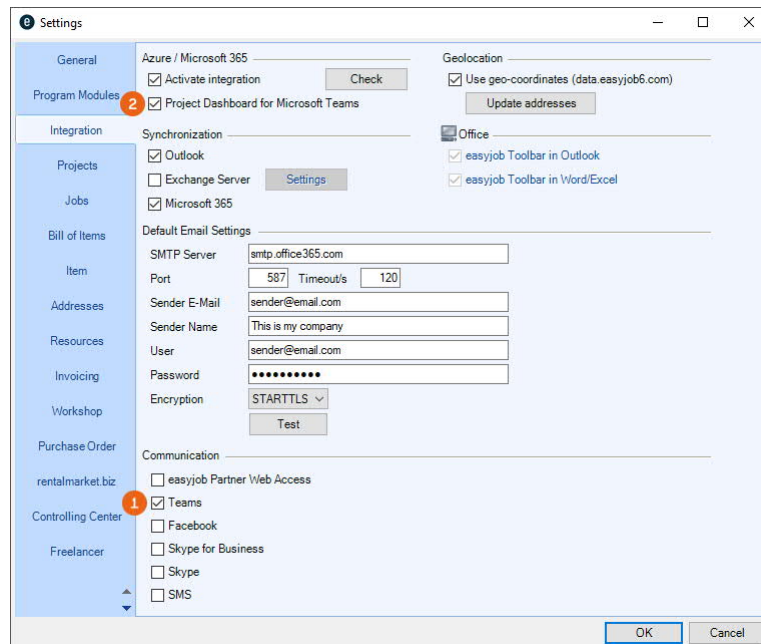 e Settings
General
Program Modules
Integration
Projects
Jobs
Bill of Items
Item
Addresses
Resources
Invoicing
Workshop
Purchase Order
rentalmarket.biz
Controlling Center
Freelancer
Azure / Microsoft 365
Activate integration Check
2 Project Dashboard for Microsoft Teams
Geolocation
Use geo-coordinates (data.easyjob6.com)
Update addresses
Synchronization
Outlook
Exchange Server Settings
Microsoft 365
Office
easyjob Toolbar in Outlook
easyjob Toolbar in Word/Excel
Default Email Settings
SMTP Server smtp.office365.com
Port 587 Timeout/s 120
Sender E-Mail sender@email.com
Sender Name This is my company
User sender@email.com
Password ••••••••••
Encryption STARTTLS
Test
Communication
easyjob Partner Web Access
1 Teams
Facebook
Skype for Business
Skype
SMS
OK Cancel